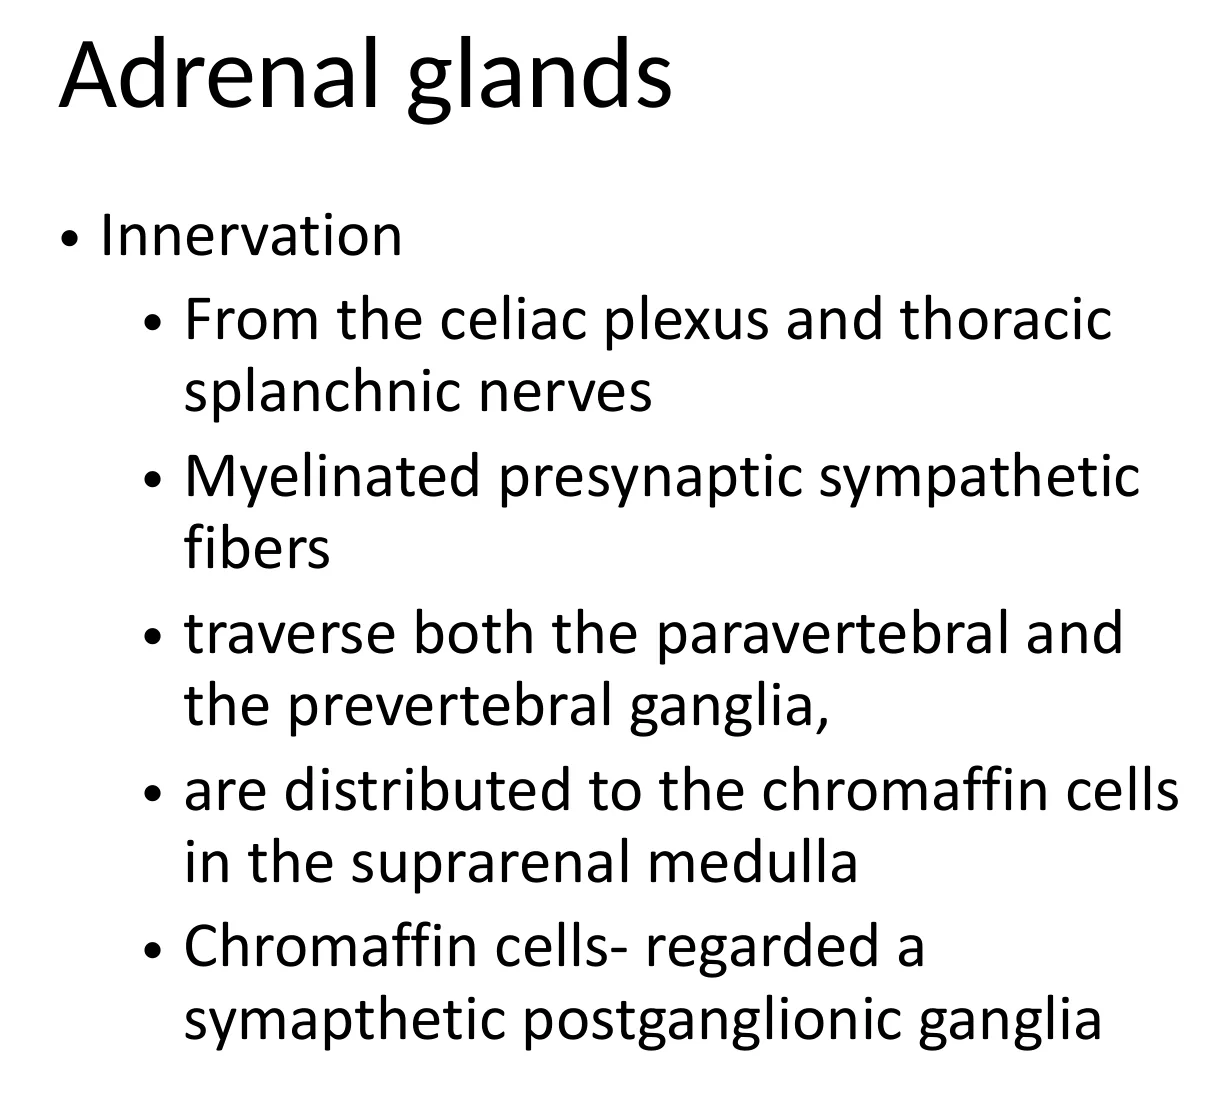 Adrenal glands
• Innervation
• From the celiac plexus and thoracic
splanchnic nerves
• Myelinated presynaptic sympathetic
fibers
• traverse both the paravertebral and
the prevertebral ganglia,
• are distributed to the chromaffin cells
in the suprarenal medulla
• Chromaffin cells- regarded a
symapthetic postganglionic ganglia